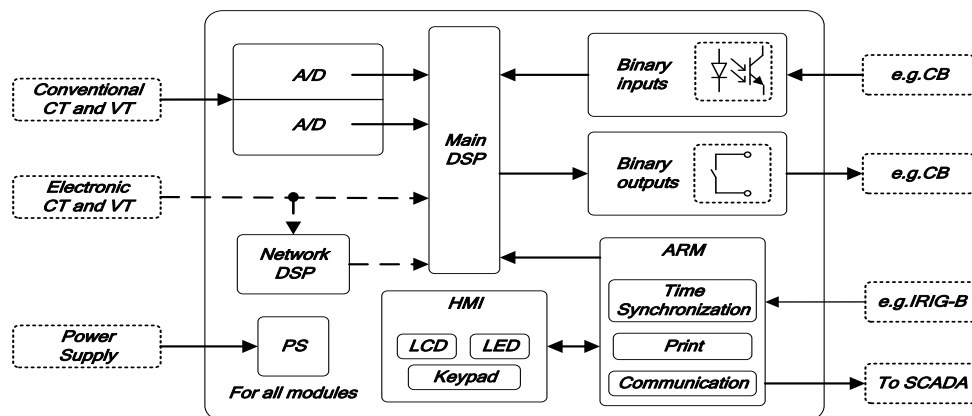 Conventional
CT and VT
Electronic
CT and VT
Power
Supply
A/D
A/D
Network
DSP
PS
For all modules
Main
DSP
Binary
inputs
Binary
outputs
HMI
LCD
LED
Keypad
ARM
Time
Synchronization
Print
Communication
e.g.CB
e.g.CB
e.g.IRIG-B
To SCADA